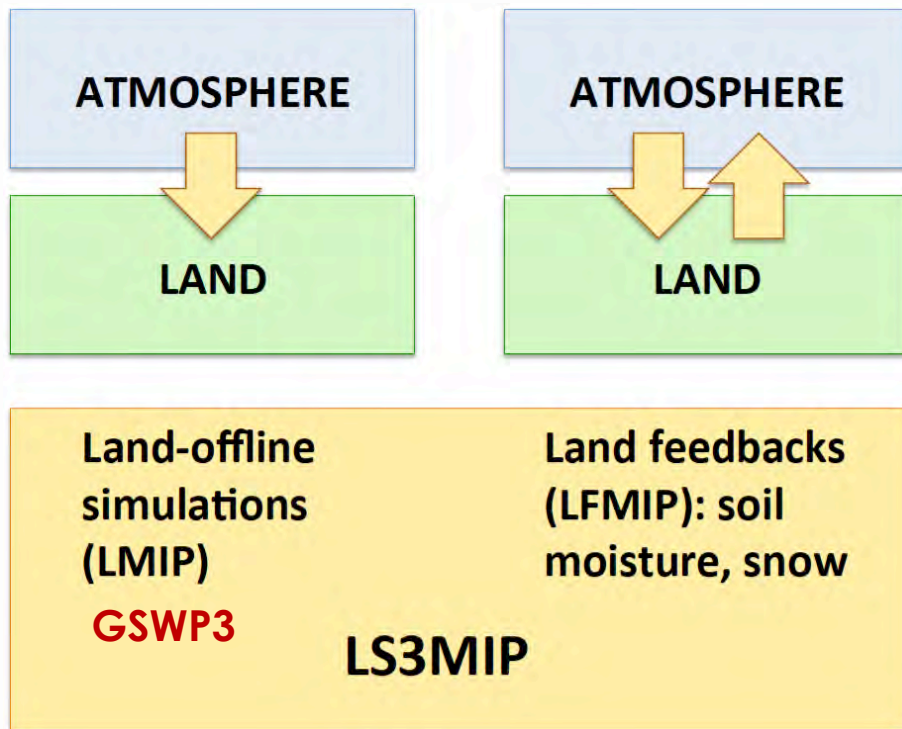 ATMOSPHERE
LAND
ATMOSPHERE
LAND
Land-offline
simulations
(LMIP)
GSWP3
Land feedbacks
(LFMIP): soil
moisture, snow
LS3MIP